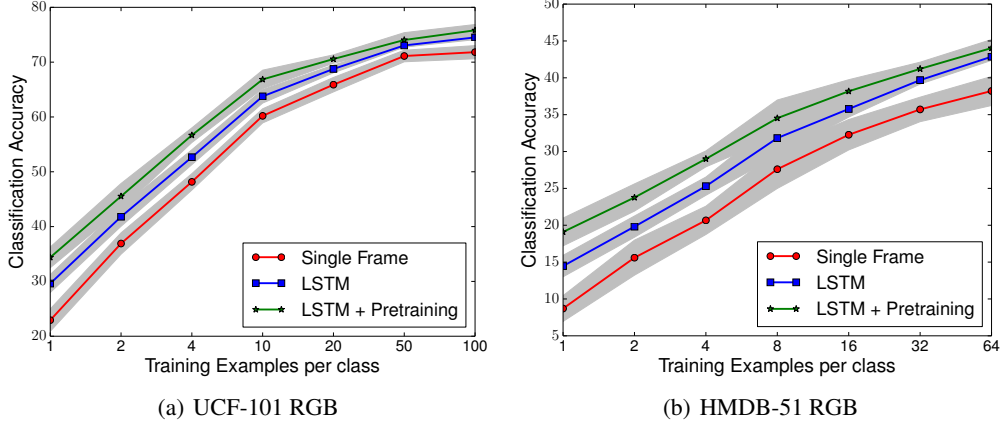 80
70
60
50
40
30
20
Classification Accuracy
1 2 4 10 20 50 100
Training Examples per class
Single Frame
LSTM
LSTM + Pretraining
(a) UCF-101 RGB
50
45
40
35
30
25
20
15
10
5
Classification Accuracy
1 2 4 8 16 32 64
Training Examples per class
Single Frame
LSTM
LSTM + Pretraining
(b) HMDB-51 RGB